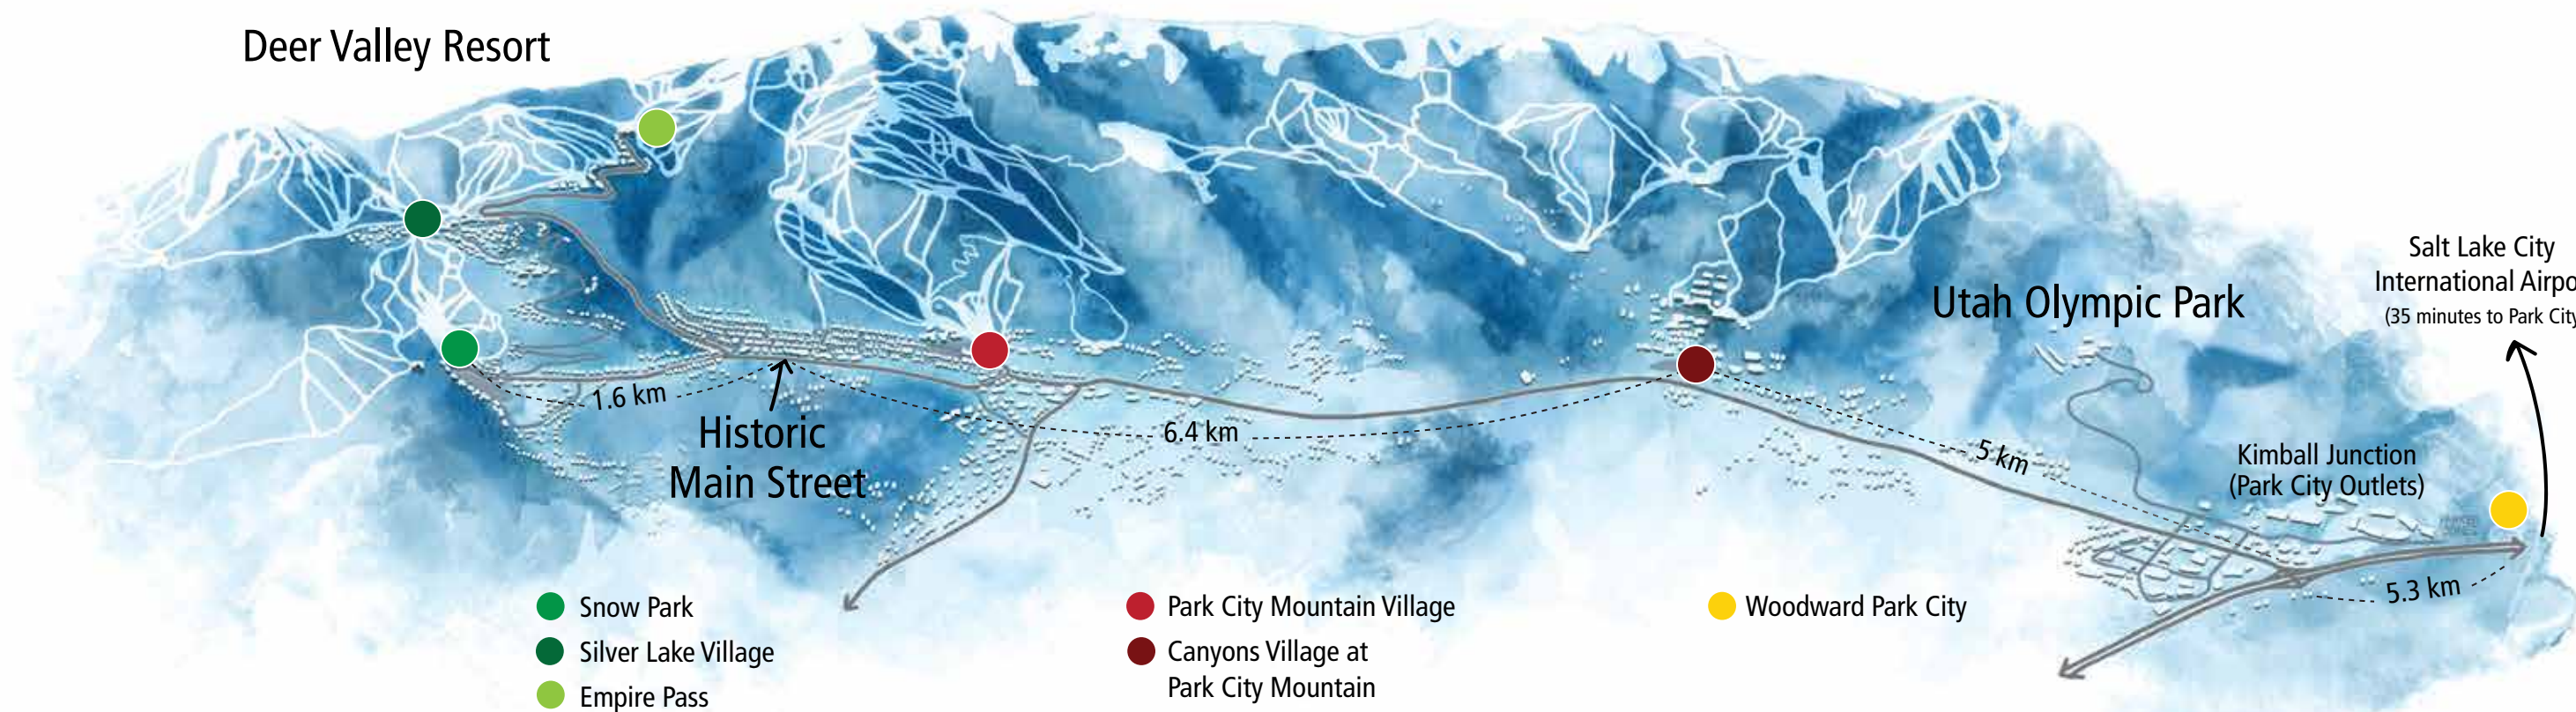 Deer Valley Resort
Salt Lake City
International Airpo
(35 minutes to Park City
Utah Olympic Park
1.6 km
Historic
Main Street
6.4 km
5 km
Kimball Junction
(Park City Outlets)
5.3 km
Snow Park
Silver Lake Village
Empire Pass
Park City Mountain Village
Canyons Village at
Park City Mountain
Woodward Park City